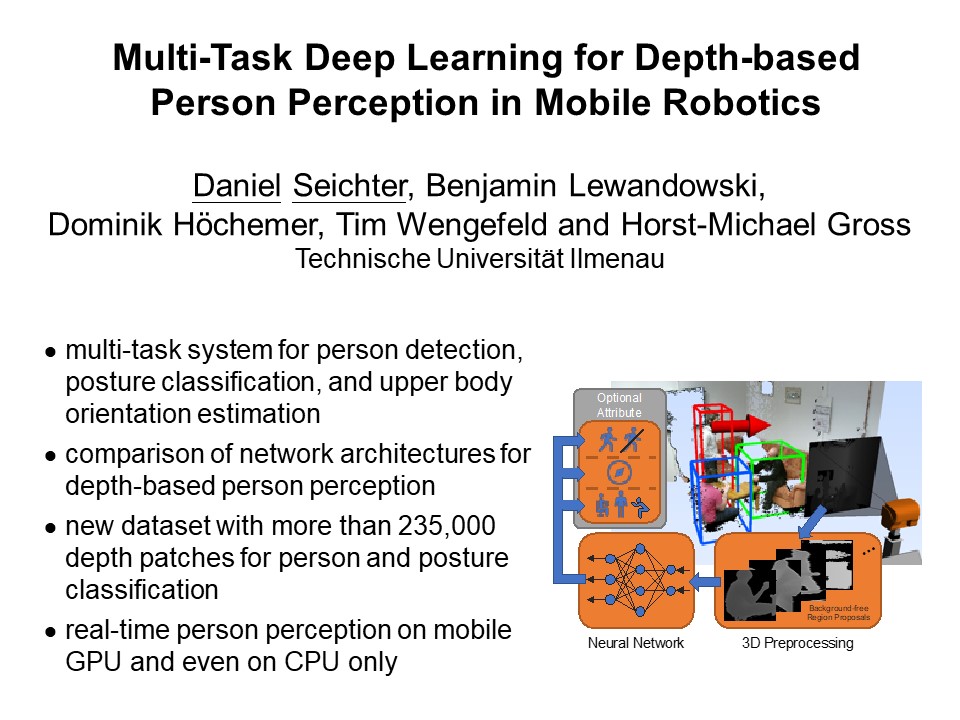 Multi-Task Deep Learning for Depth-based
Person Perception in Mobile Robotics
Daniel Seichter, Benjamin Lewandowski,
Dominik Höchemer, Tim Wengefeld and Horst-Michael Gross
Technische Universität Ilmenau
• multi-task system for person detection,
posture classification, and upper body
orientation estimation
• comparison of network architectures for
depth-based person perception
• new dataset with more than 235,000
depth patches for person and posture
classification
• real-time person perception on mobile
GPU and even on CPU only
Optional
Attribute
...
Background-free
Region Proposals
Neural Network
3D Preprocessing